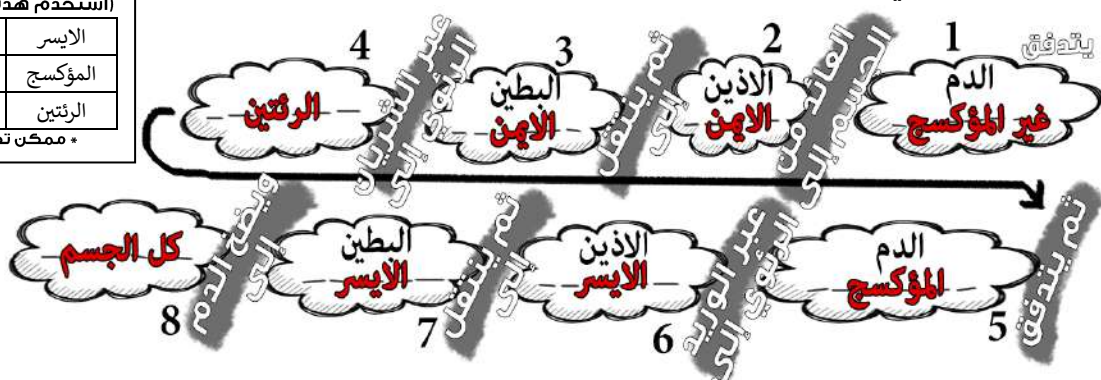 (استخدم هذ
الايسر
المؤكسج
الرئتين
* ممكن
يتدفق
1
الدم
غير المؤكسج
العائد من
الجسم إلى
2
الاذين
الايمن
ثم ينتقل
إلى
3
البطين
الايمن
عبر الشريان
الرئوي إلى
4
الرئتين
ثم يتدفق
5
الدم
المؤكسج
عبر الوريد
الرئوي إلى
6
الاذين
الايسر
ثم ينتقل
إلى
7
البطين
الايسر
ويضخ الدم
إلى
8
كل الجسم